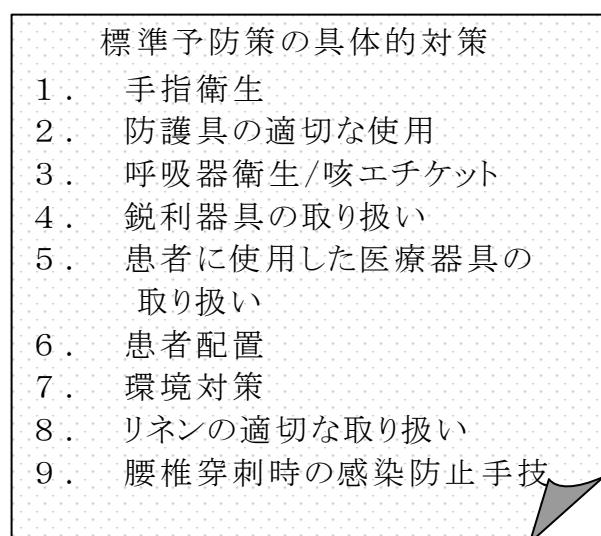 標準予防策の具体的対策
１． 手指衛生
２． 防護具の適切な使用
３． 呼吸器衛生/咳エチケット
４． 鋭利器具の取り扱い
５． 患者に使用した医療器具の
取り扱い
６． 患者配置
７． 環境対策
８． リネンの適切な取り扱い
９． 腰椎穿刺時の感染防止手技